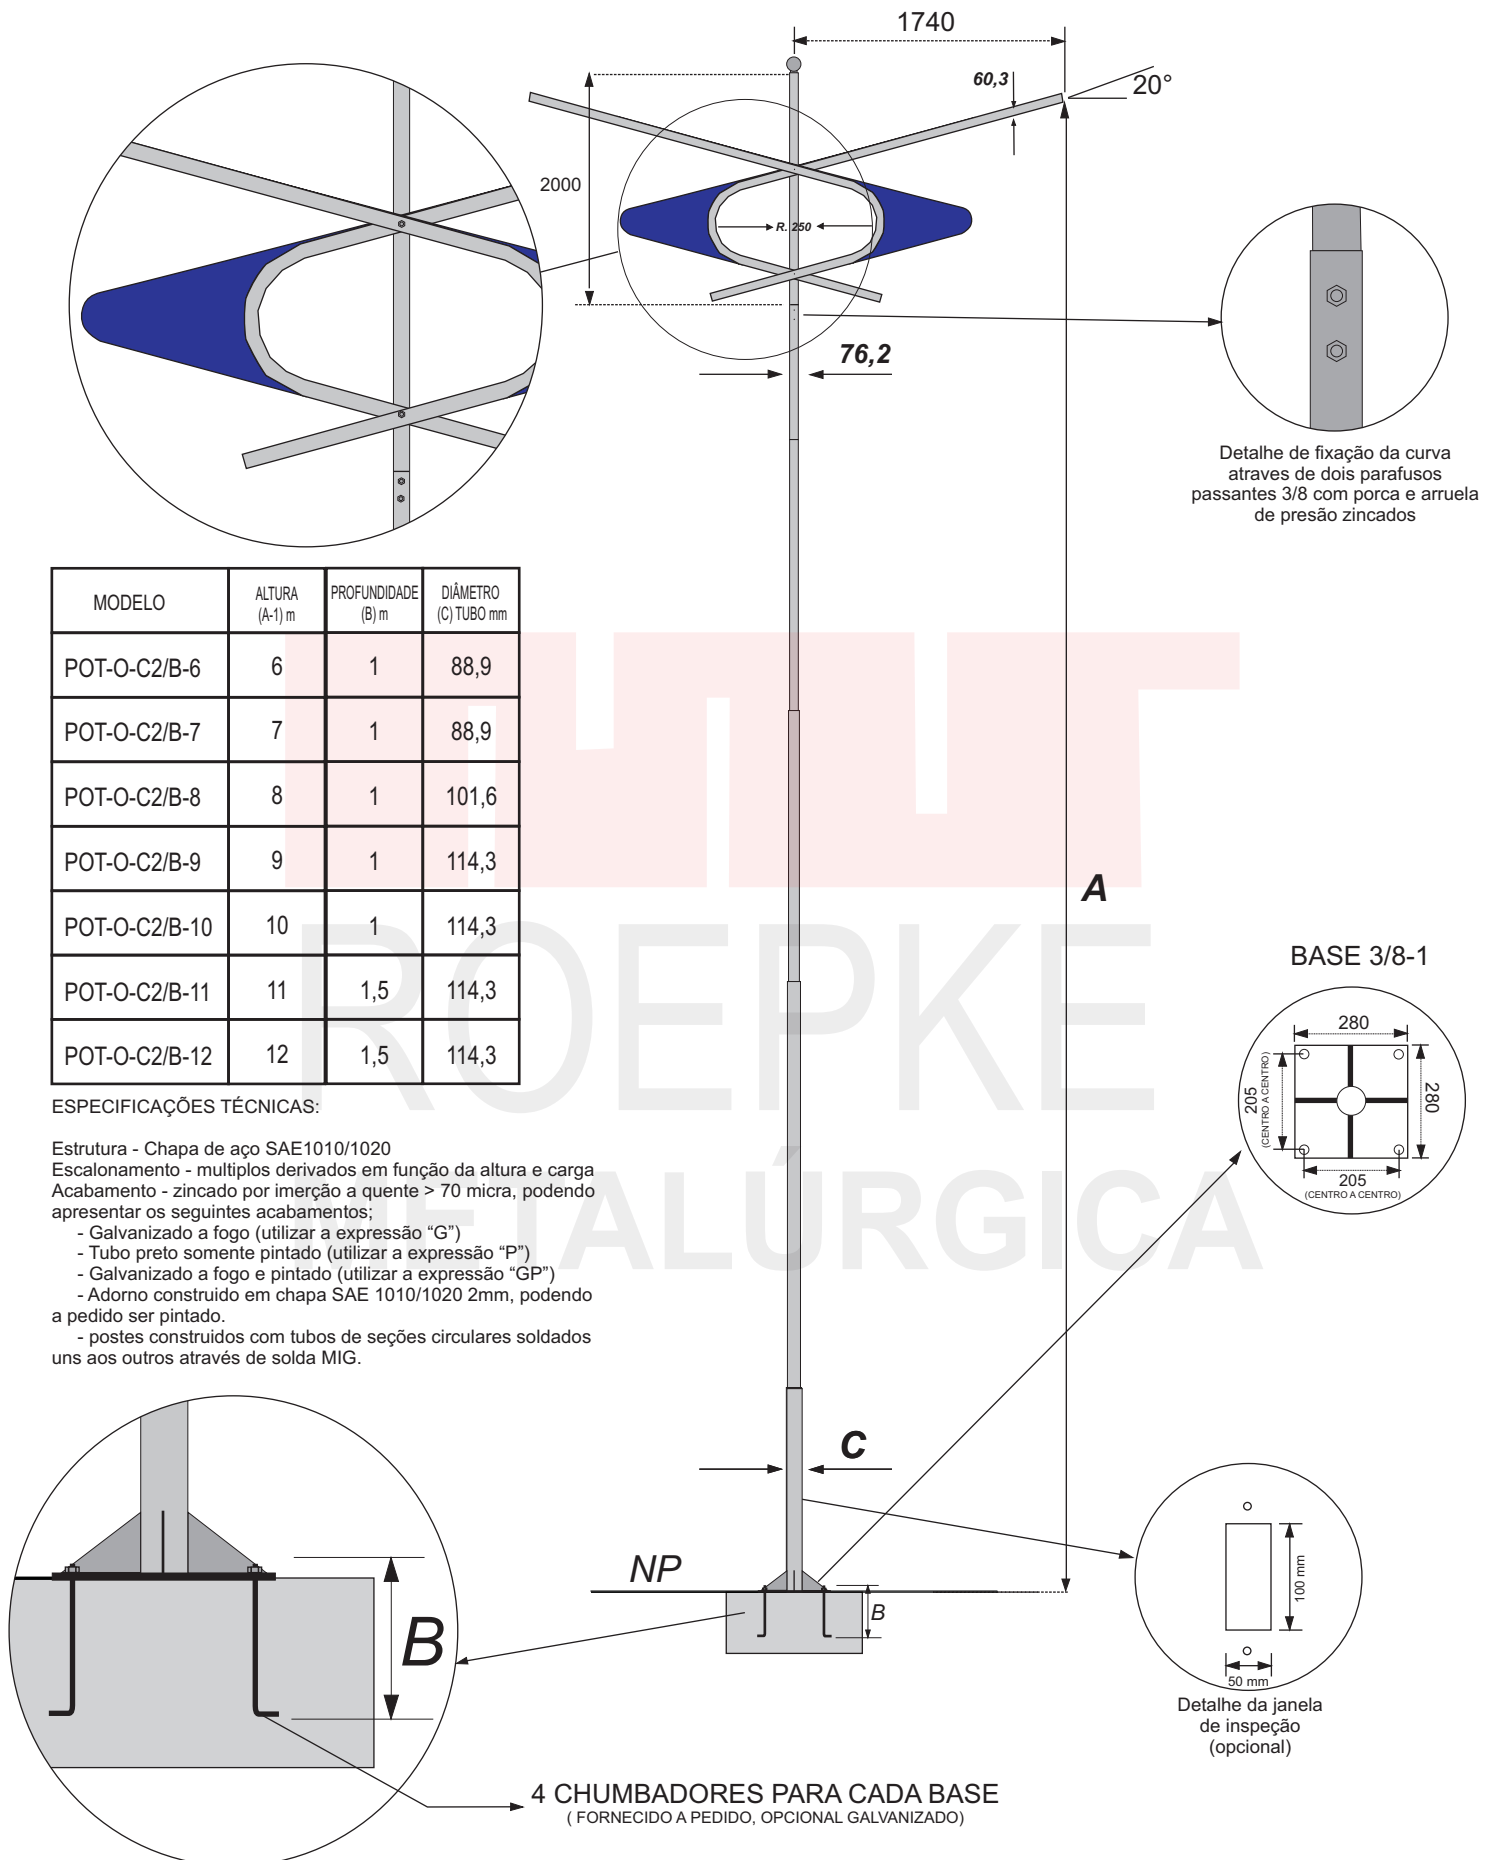 1740
60,3
20°
2000
R. 250
76,2
Detalhe de fixação da curva
atraves de dois parafusos
passantes 3/8 com porca e arruela
de presão zincados
MODELO ALTURA (A-1) m PROFUNDIDADE (B) m DIÂMETRO (C) TUBO mm
POT-O-C2/B-6 6 1 88,9
POT-O-C2/B-7 7 1 88,9
POT-O-C2/B-8 8 1 101,6
POT-O-C2/B-9 9 1 114,3
POT-O-C2/B-10 10 1 114,3
POT-O-C2/B-11 11 1,5 114,3
POT-O-C2/B-12 12 1,5 114,3
A
ROEPKE
METALÚRGICA
BASE 3/8-1
280
280
205
(CENTRO A CENTRO)
205
(CENTRO A CENTRO)
ESPECIFICAÇÕES TÉCNICAS:
Estrutura - Chapa de aço SAE1010/1020
Escalonamento - multiplos derivados em função da altura e carga
Acabamento - zincado por imerção a quente > 70 micra, podendo
apresentar os seguintes acabamentos;
- Galvanizado a fogo (utilizar a expressão “G”)
- Tubo preto somente pintado (utilizar a expressão “P”)
- Galvanizado a fogo e pintado (utilizar a expressão “GP”)
- Adorno construido em chapa SAE 1010/1020 2mm, podendo
a pedido ser pintado.
- postes construidos com tubos de seções circulares soldados
uns aos outros através de solda MIG.
C
NP
B
B
100 mm
50 mm
Detalhe da janela
de inspeção
(opcional)
4 CHUMBADORES PARA CADA BASE
( FORNECIDO A PEDIDO, OPCIONAL GALVANIZADO)